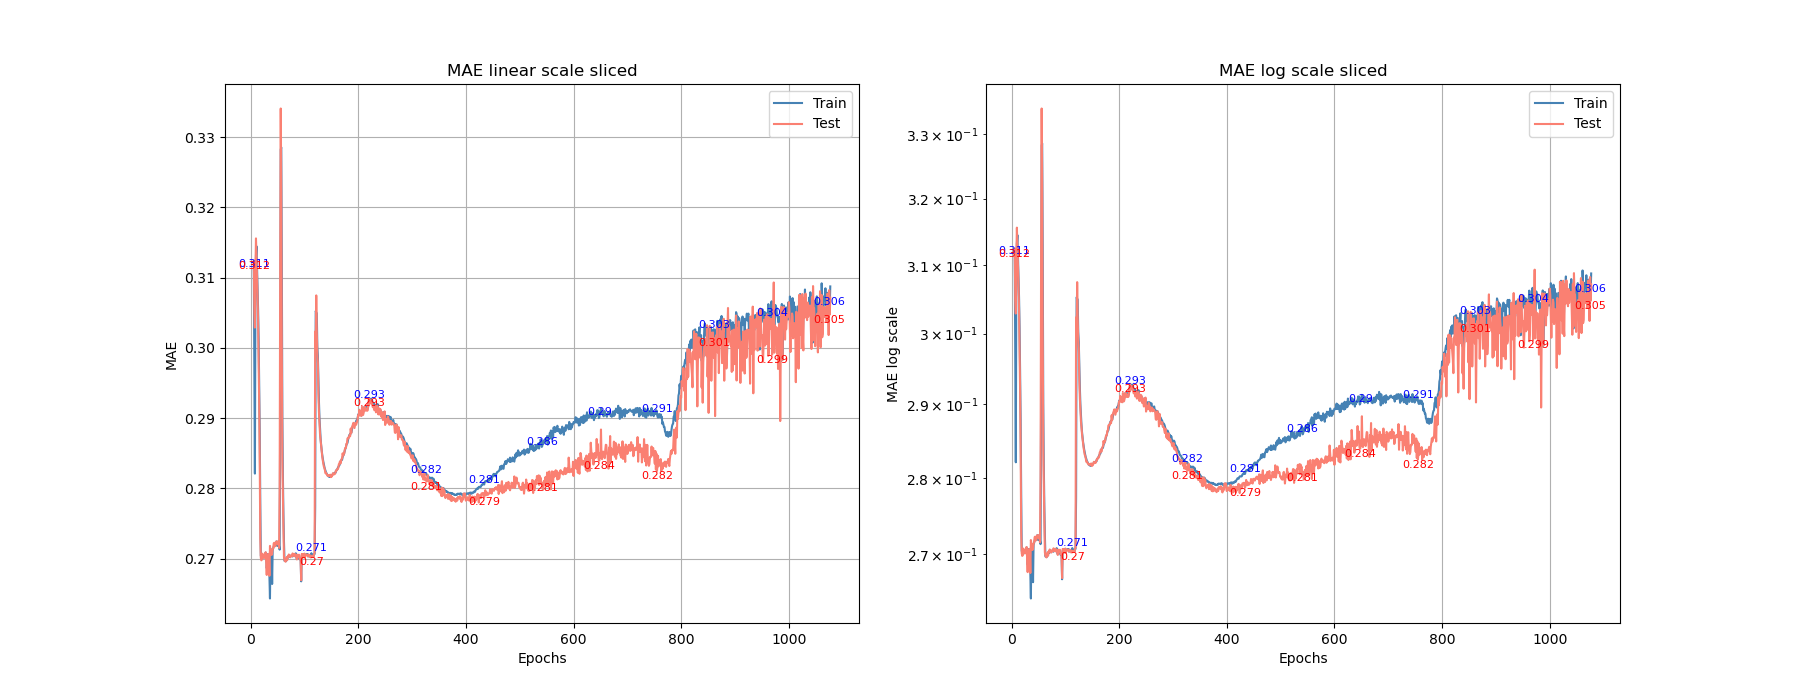 MAE linear scale sliced
MAE log scale sliced
Train
Test
Train
Test
MAE
0.33
0.32
0.31
0.30
0.29
0.28
0.27
0.311
0.312
0.271
0.27
0.293
0.293
0.282
0.281
0.281
0.279
0.286
0.281
0.29
0.284
0.291
0.282
0.303
0.301
0.304
0.299
0.306
0.305
0 200 400 600 800 1000
Epochs
MAE log scale
3.3 × 10⁻¹
3.2 × 10⁻¹
3.1 × 10⁻¹
3 × 10⁻¹
2.9 × 10⁻¹
2.8 × 10⁻¹
2.7 × 10⁻¹
0.311
0.312
0.271
0.27
0.293
0.293
0.282
0.281
0.281
0.279
0.286
0.281
0.29
0.284
0.291
0.282
0.303
0.301
0.304
0.299
0.306
0.305
0 200 400 600 800 1000
Epochs